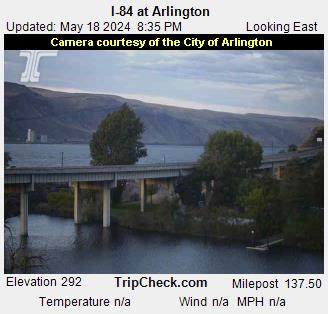 I-84 at Arlington
Updated: May 18 2024 8:35 PM Looking East
Camera courtesy of the City of Arlington
Elevation 292 TripCheck.com Milepost 137.50
Temperature n/a Wind n/a MPH n/a